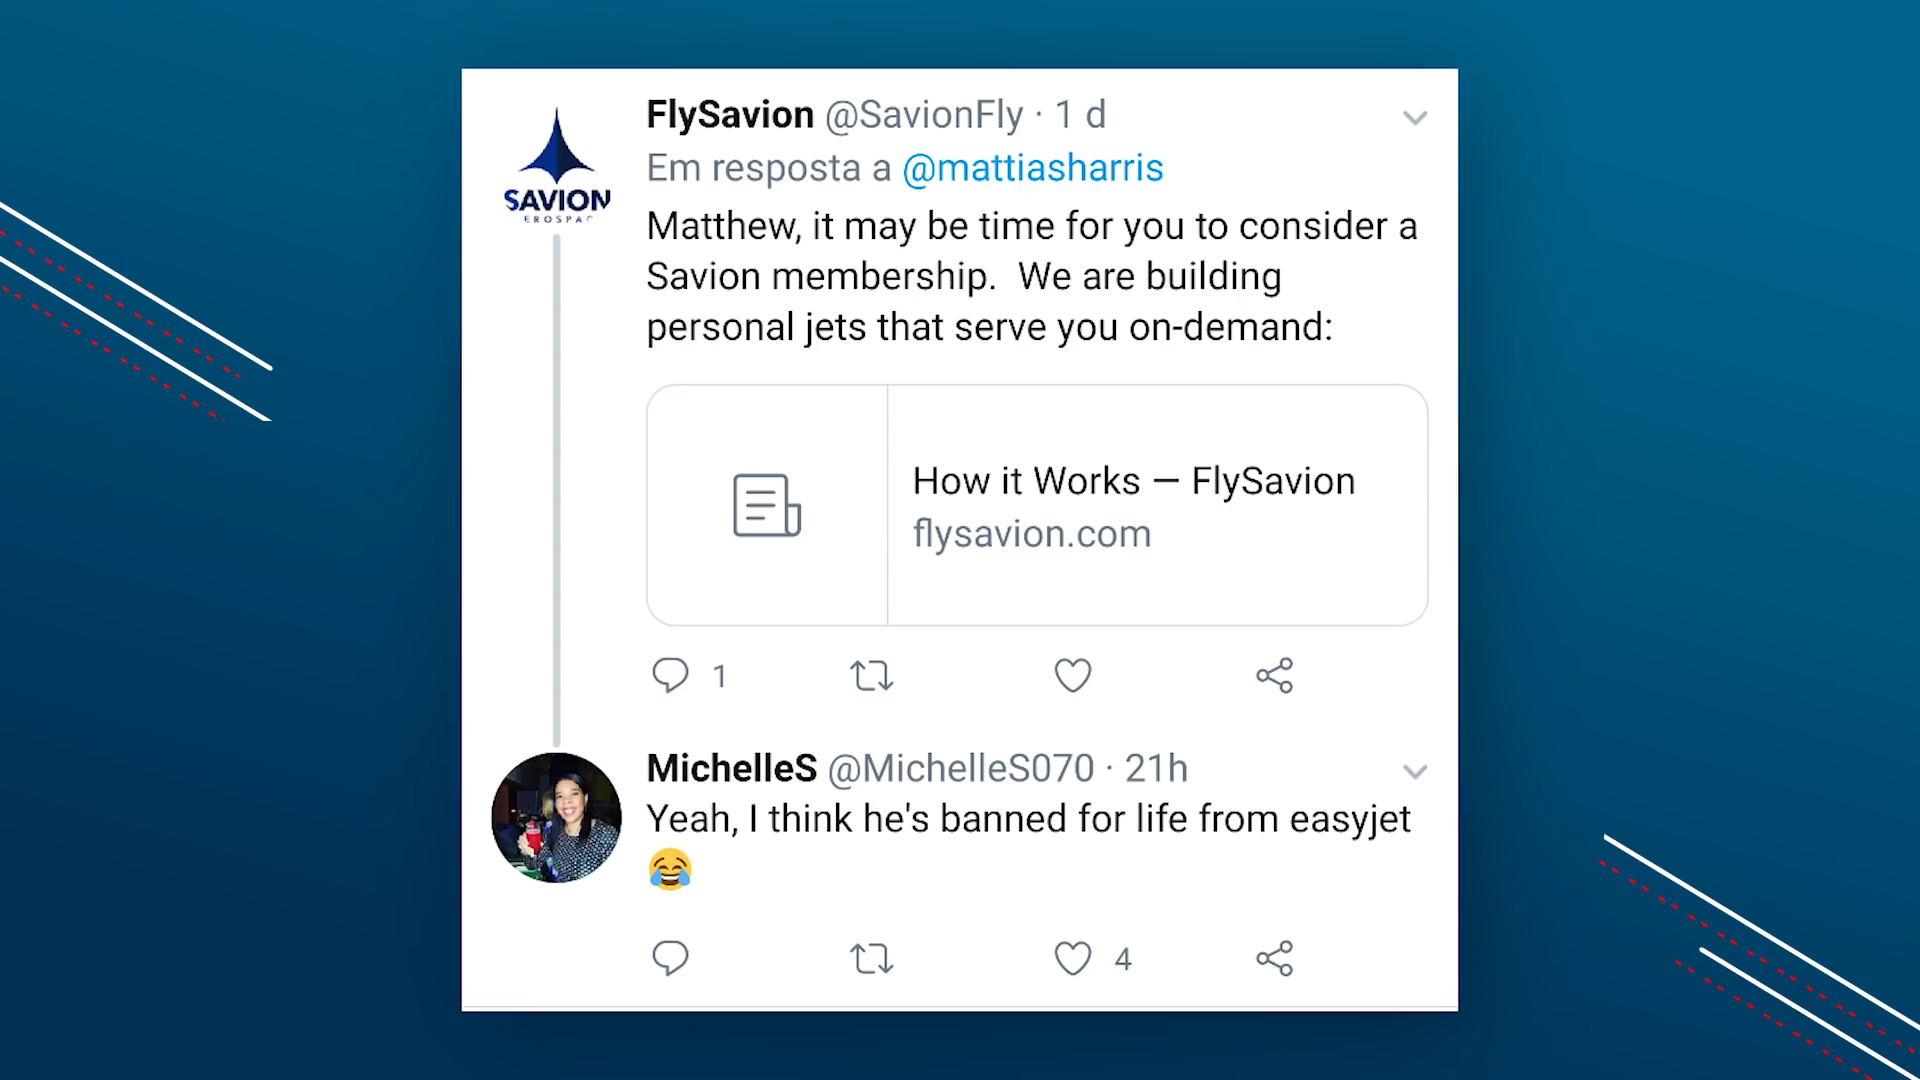 FlySavion @SavionFly · 1 d
SAVION
EROSPAC
Em resposta a @mattiasharris
Matthew, it may be time for you to consider a
Savion membership. We are building
personal jets that serve you on-demand:
How it Works — FlySavion
flysavion.com
1
MichelleS @MichelleS070 · 21h
Yeah, I think he's banned for life from easyjet
😂
4